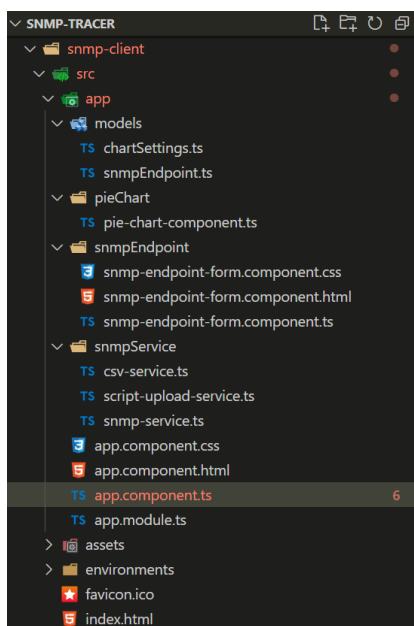 SNMP-TRACER
snmp-client
src
app
models
TS chartSettings.ts
TS snmpEndpoint.ts
pieChart
TS pie-chart-component.ts
snmpEndpoint
snmp-endpoint-form.component.css
snmp-endpoint-form.component.html
TS snmp-endpoint-form.component.ts
snmpService
TS csv-service.ts
TS script-upload-service.ts
TS snmp-service.ts
app.component.css
app.component.html
TS app.component.ts 6
TS app.module.ts
assets
environments
favicon.ico
index.html